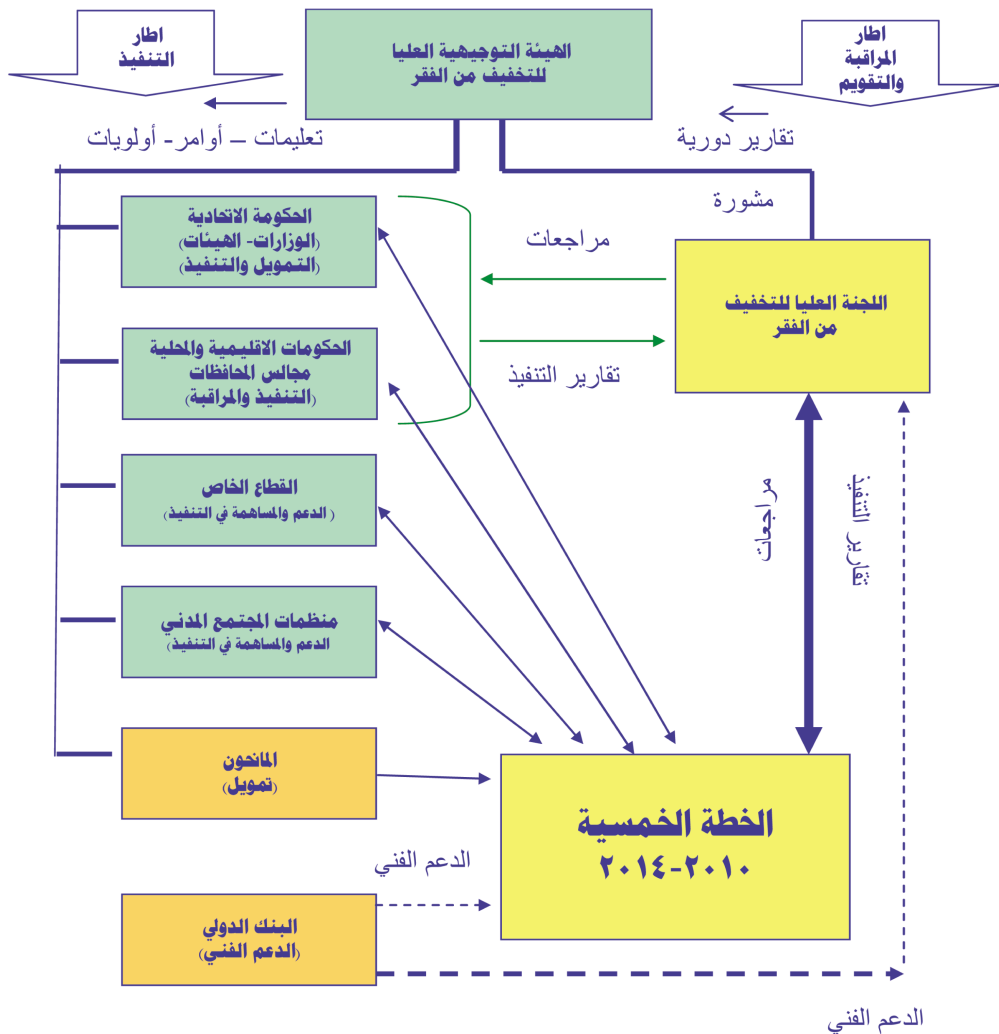 اطار
المراقبة
والتقويم
الهيئة التوجيهية العليا
للتخفيف من الفقر
اطار
التنفيذ
تقارير دورية
تعليمات – أوامر- أولويات
مشورة
الحكومة الاتحادية
(الوزارات- الهيئات
(التمويل والتنفيذ)
مراجعات
اللجنة العليا للتخفيف
من الفقر
الحكومات الاقليمية والمحلية
مجالس المحافظات
(التنفيذ والمراقبة)
تقارير التنفيذ
القطاع الخاص
(الدعم والمساهمة في التنفيذ )
مراجعات
تقارير التنفيذ
منظمات المجتمع المدني
الدعم والمساهمة في التنفيذ)
المانحون
(تمويل)
الخطة الخمسية
٢٠١٠-٢٠١٤
الدعم الفني
البنك الدولي
(الدعم الفني)
الدعم الفني